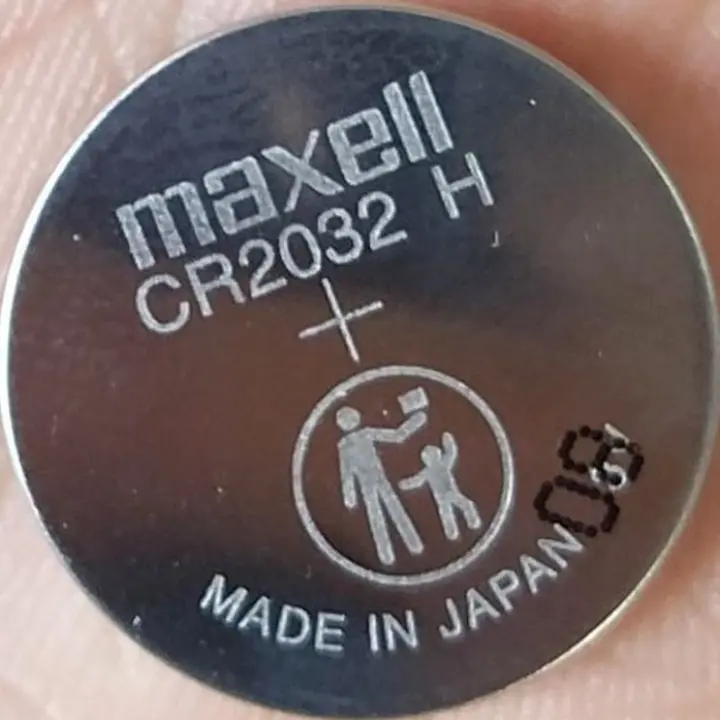 maxell
CR2032 H
+
MADE IN JAPAN
08